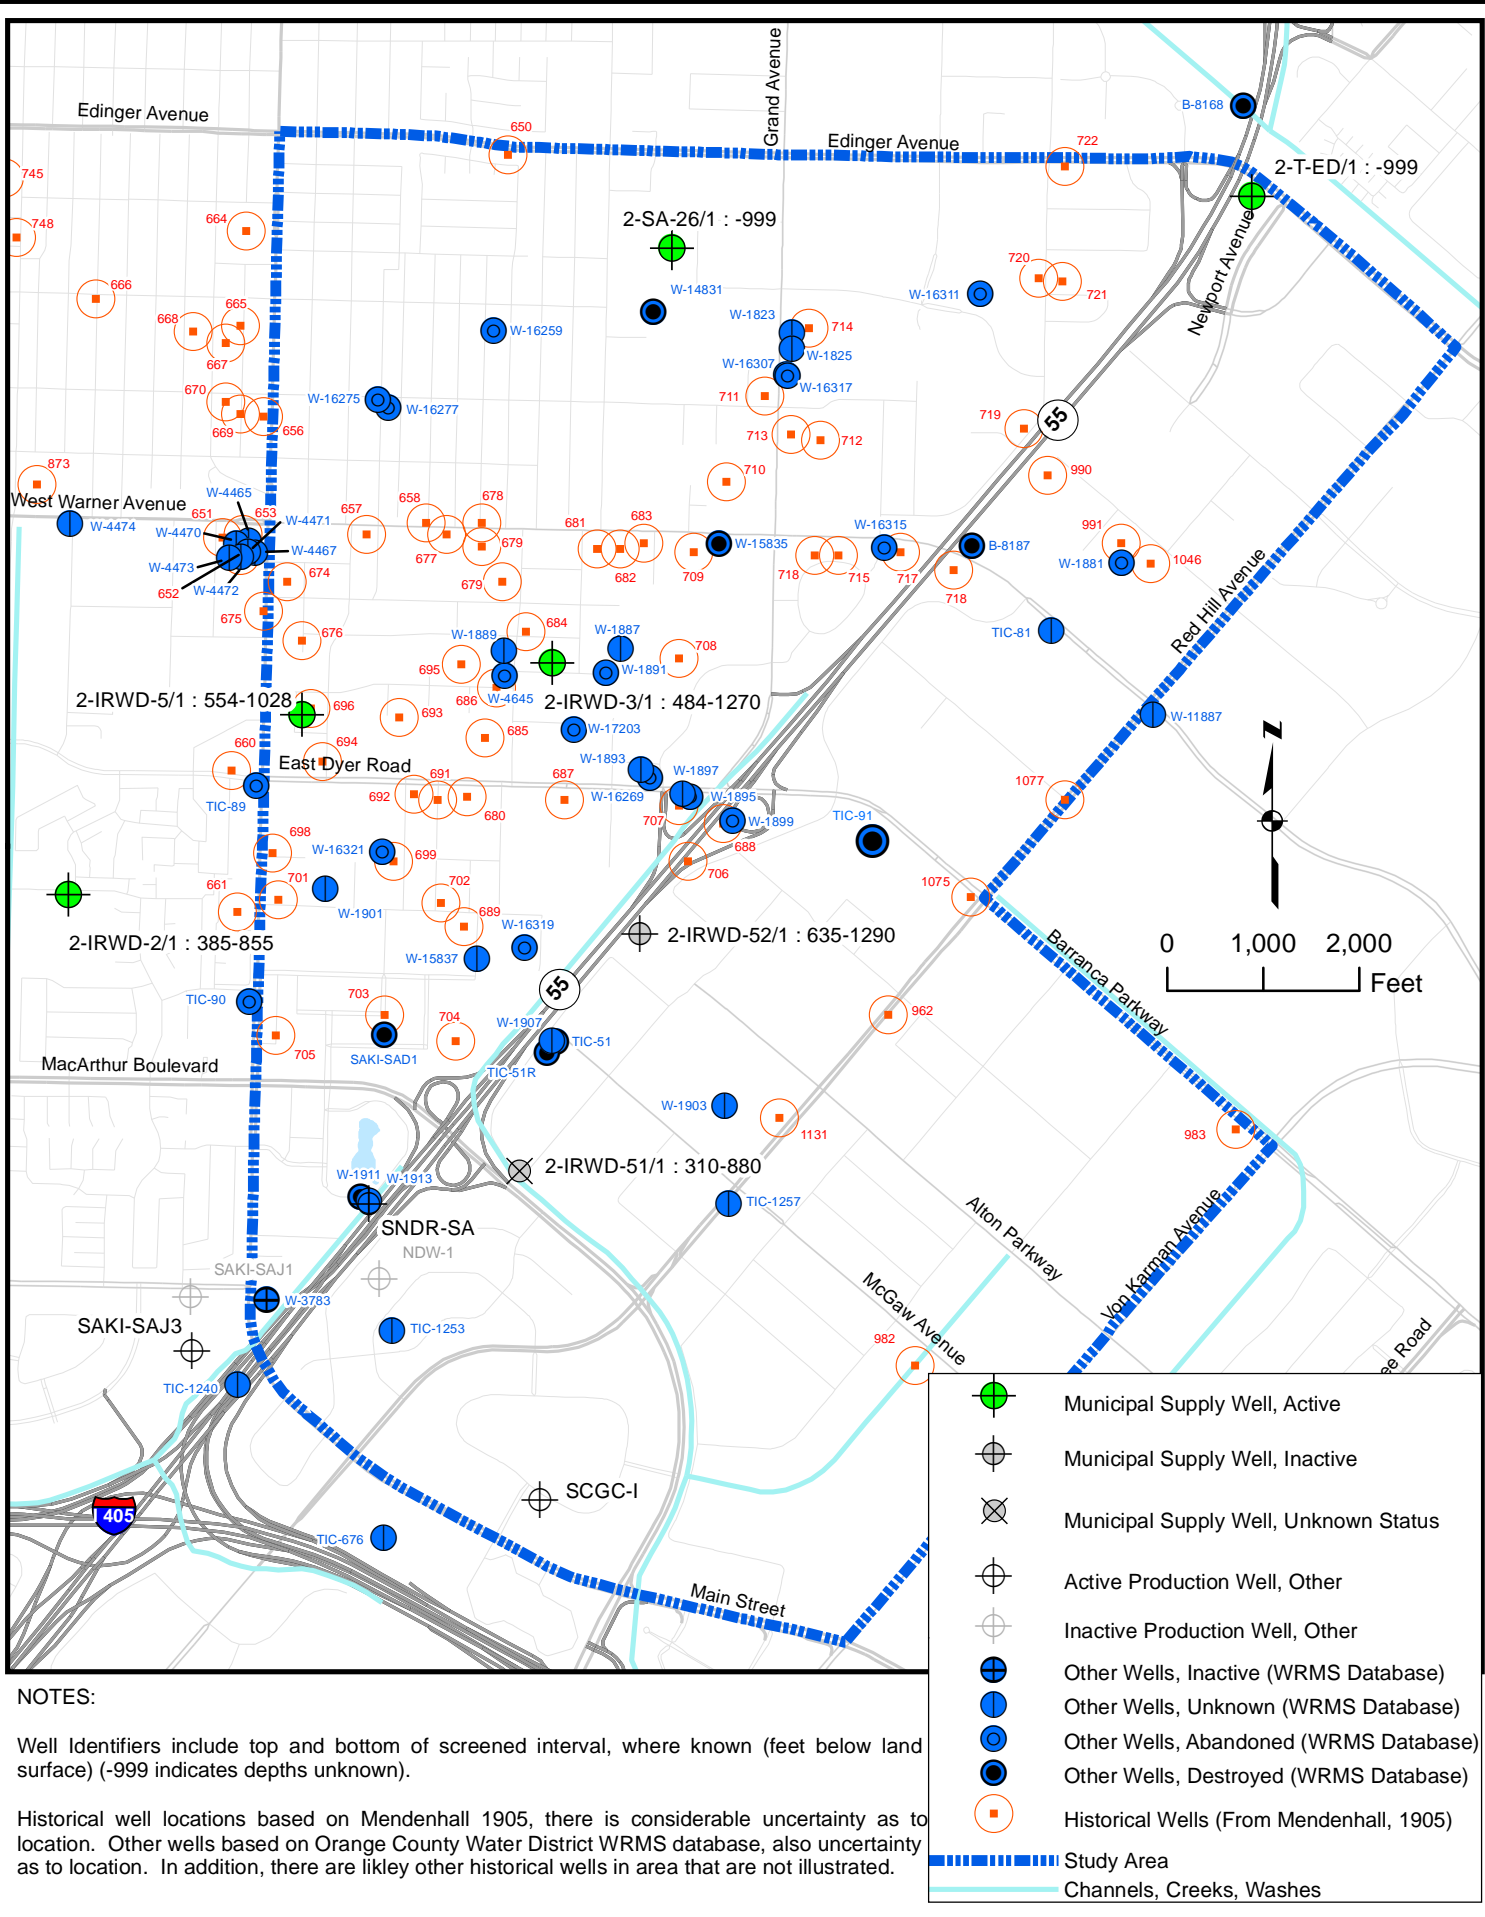 Edinger Avenue
Grand Avenue
Edinger Avenue
B-8168
650
722
745
2-T-ED/1 : -999
748
664
2-SA-26/1 : -999
Newport Avenue
666
665
668
667
W-14831
W-16311
720
721
W-16259
W-1823
714
W-1825
W-16307
W-16317
670
669
656
W-16275
W-16277
711
713
712
719
55
990
873
710
West Warner Avenue
W-4465
W-4474
651
653
W-4471
W-4470
W-4467
W-4473
W-4472
652
657
658
678
677
679
679
681
683
682
709
W-15835
718
715
W-16315
717
B-8187
718
991
W-1881
1046
Red Hill Avenue
674
675
676
684
W-1889
W-1887
695
W-1891
708
TIC-81
W-4645
686
2-IRWD-5/1 : 554-1028
696
693
2-IRWD-3/1 : 484-1270
W-17203
685
W-11887
Z
660
694
East Dyer Road
TIC-89
692
691
680
687
W-1893
W-16269
W-1897
W-1895
707
W-1899
688
706
TIC-91
1077
698
W-16321
699
661
701
W-1901
702
689
1075
2-IRWD-2/1 : 385-855
W-16319
W-15837
2-IRWD-52/1 : 635-1290
Barranca Parkway
0 1,000 2,000
Feet
TIC-90
55
703
704
705
SAKI-SAD1
W-1907
TIC-51
TIC-51R
962
MacArthur Boulevard
W-1903
1131
983
2-IRWD-51/1 : 310-880
W-1911
W-1913
SNDR-SA
NDW-1
TIC-1257
Alton Parkway
Von Karman Avenue
SAKI-SAJ1
W-3783
SAKI-SAJ3
TIC-1253
McGaw Avenue
982
ee Road
TIC-1240
SCGC-I
I 405
TIC-676
Main Street
Municipal Supply Well, Active
Municipal Supply Well, Inactive
Municipal Supply Well, Unknown Status
Active Production Well, Other
Inactive Production Well, Other
Other Wells, Inactive (WRMS Database)
Other Wells, Unknown (WRMS Database)
Other Wells, Abandoned (WRMS Database)
Other Wells, Destroyed (WRMS Database)
Historical Wells (From Mendenhall, 1905)
Study Area
Channels, Creeks, Washes
NOTES:
Well Identifiers include top and bottom of screened interval, where known (feet below land
surface) (-999 indicates depths unknown).
Historical well locations based on Mendenhall 1905, there is considerable uncertainty as to
location. Other wells based on Orange County Water District WRMS database, also uncertainty
as to location. In addition, there are likley other historical wells in area that are not illustrated.